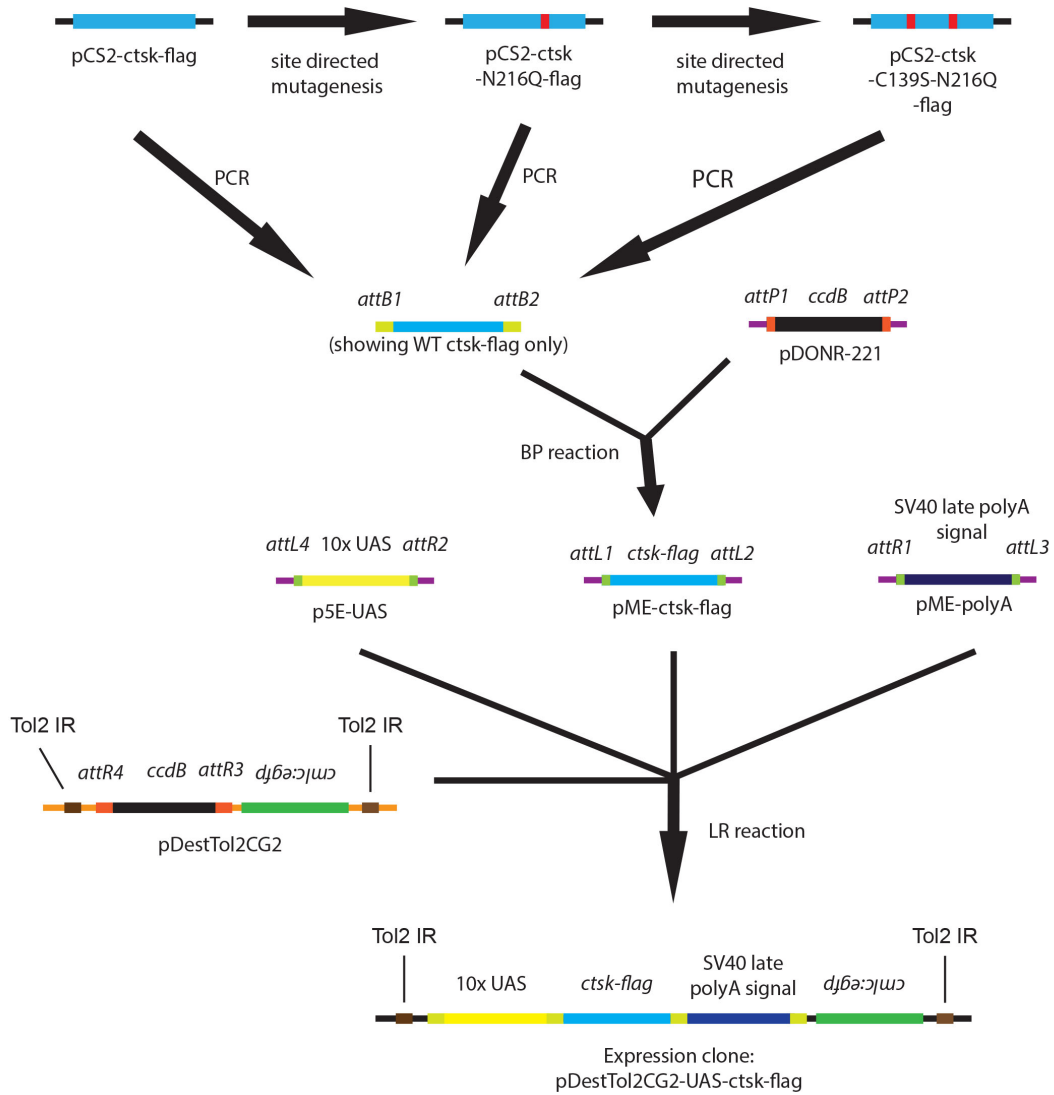 pCS2-ctsk-flag
site directed
mutagenesis
pCS2-ctsk
-N216Q-flag
site directed
mutagenesis
pCS2-ctsk
-C139S-N216Q
-flag
PCR
PCR
PCR
attB1
attB2
(showing WT ctsk-flag only)
attP1
ccdB
attP2
pDONR-221
BP reaction
attL4
10x UAS
attR2
p5E-UAS
attL1
ctsk-flag
attL2
pME-ctsk-flag
SV40 late polyA
signal
attR1
attL3
pME-polyA
Tol2 IR
Tol2 IR
attR4
ccdB
attR3
cmlc:egfp
pDestTol2CG2
LR reaction
Tol2 IR
Tol2 IR
10x UAS
ctsk-flag
SV40 late
polyA signal
cmlc:egfp
Expression clone:
pDestTol2CG2-UAS-ctsk-flag